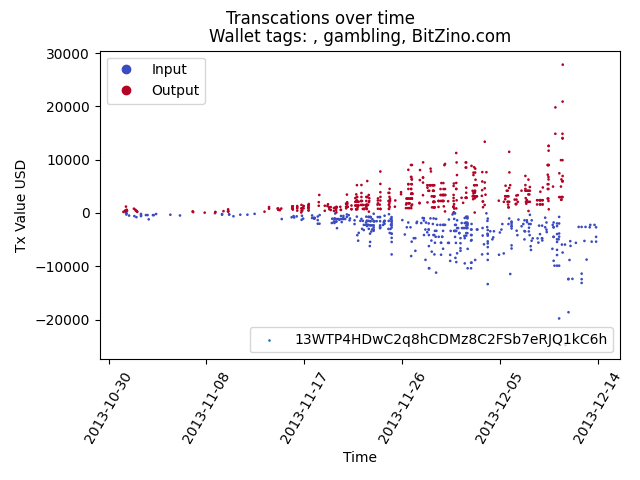 Transcations over time
Wallet tags: , gambling, BitZino.com
Tx Value USD
30000
20000
10000
0
−10000
−20000
Input
Output
13WTP4HDwC2q8hCDMz8C2FSb7eRJQ1kC6h
2013-10-30
2013-11-08
2013-11-17
2013-11-26
2013-12-05
2013-12-14
Time